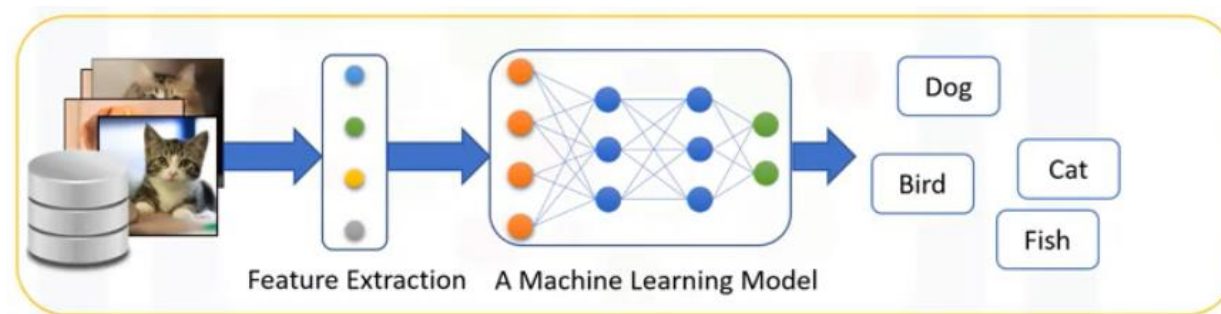 Dog
Bird
Cat
Fish
Feature Extraction
A Machine Learning Model